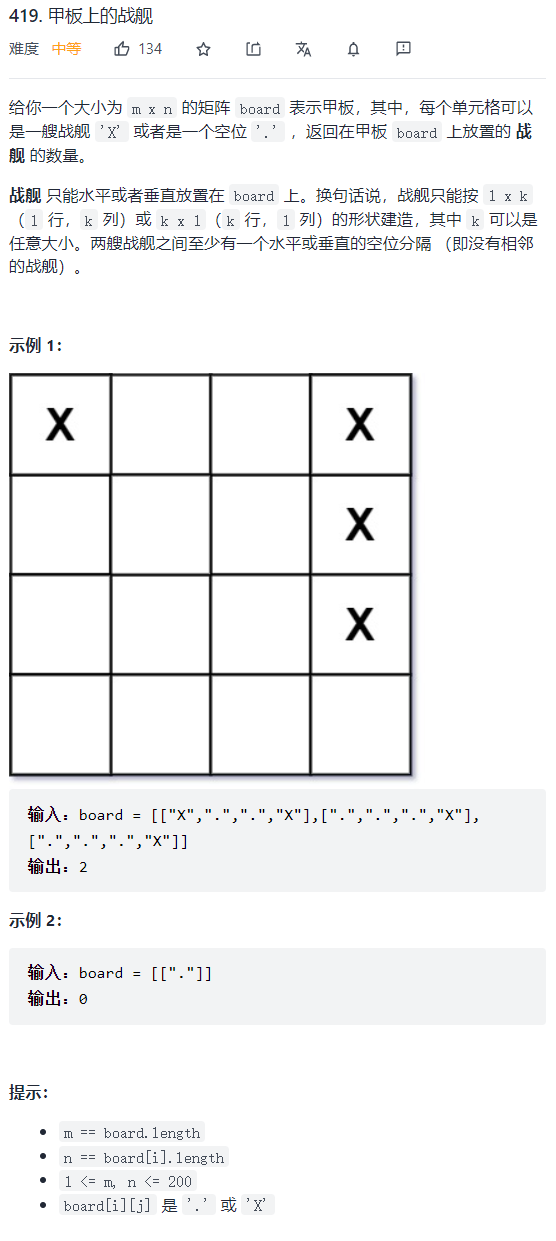 419. 甲板上的战舰
难度 中等 134
给你一个大小为 m x n 的矩阵 board 表示甲板，其中，每个单元格可以
是一艘战舰 'X' 或者是一个空位 '.' ，返回在甲板 board 上放置的 战
舰 的数量。
战舰 只能水平或者垂直放置在 board 上。换句话说，战舰只能按 1 x k
（1 行，k 列）或 k x 1（k 行，1 列）的形状建造，其中 k 可以是
任意大小。两艘战舰之间至少有一个水平或垂直的空位分隔 （即没有相邻
的战舰）。
示例 1：
X X
X
X
输入：board = [["X",".",".","X"],[".",".",".","X"],
[".",".",".","X"]]
输出：2
示例 2：
输入：board = [["."]]
输出：0
提示：
m == board.length
n == board[i].length
1 <= m, n <= 200
board[i][j] 是 '.' 或 'X'